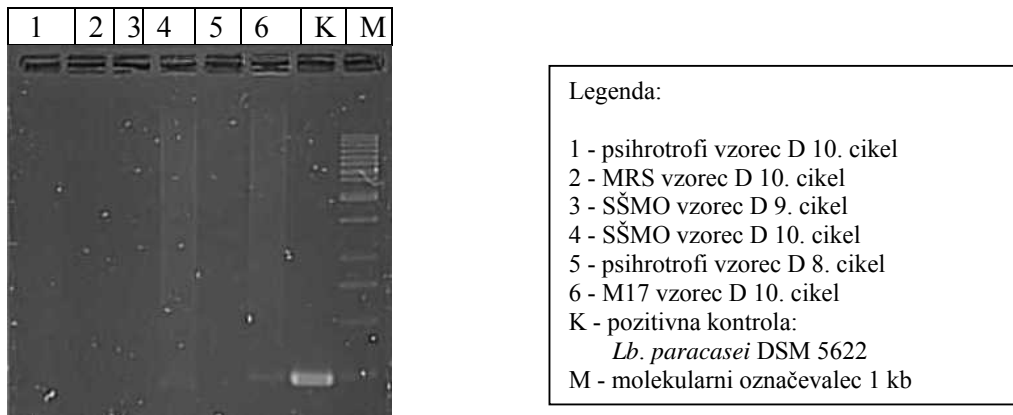 1 2 3 4 5 6 K M
Legenda:
1 - psihrotrofi vzorec D 10. cikel
2 - MRS vzorec D 10. cikel
3 - SŠMO vzorec D 9. cikel
4 - SŠMO vzorec D 10. cikel
5 - psihrotrofi vzorec D 8. cikel
6 - M17 vzorec D 10. cikel
K - pozitivna kontrola:
Lb. paracasei DSM 5622
M - molekularni označevalec 1 kb